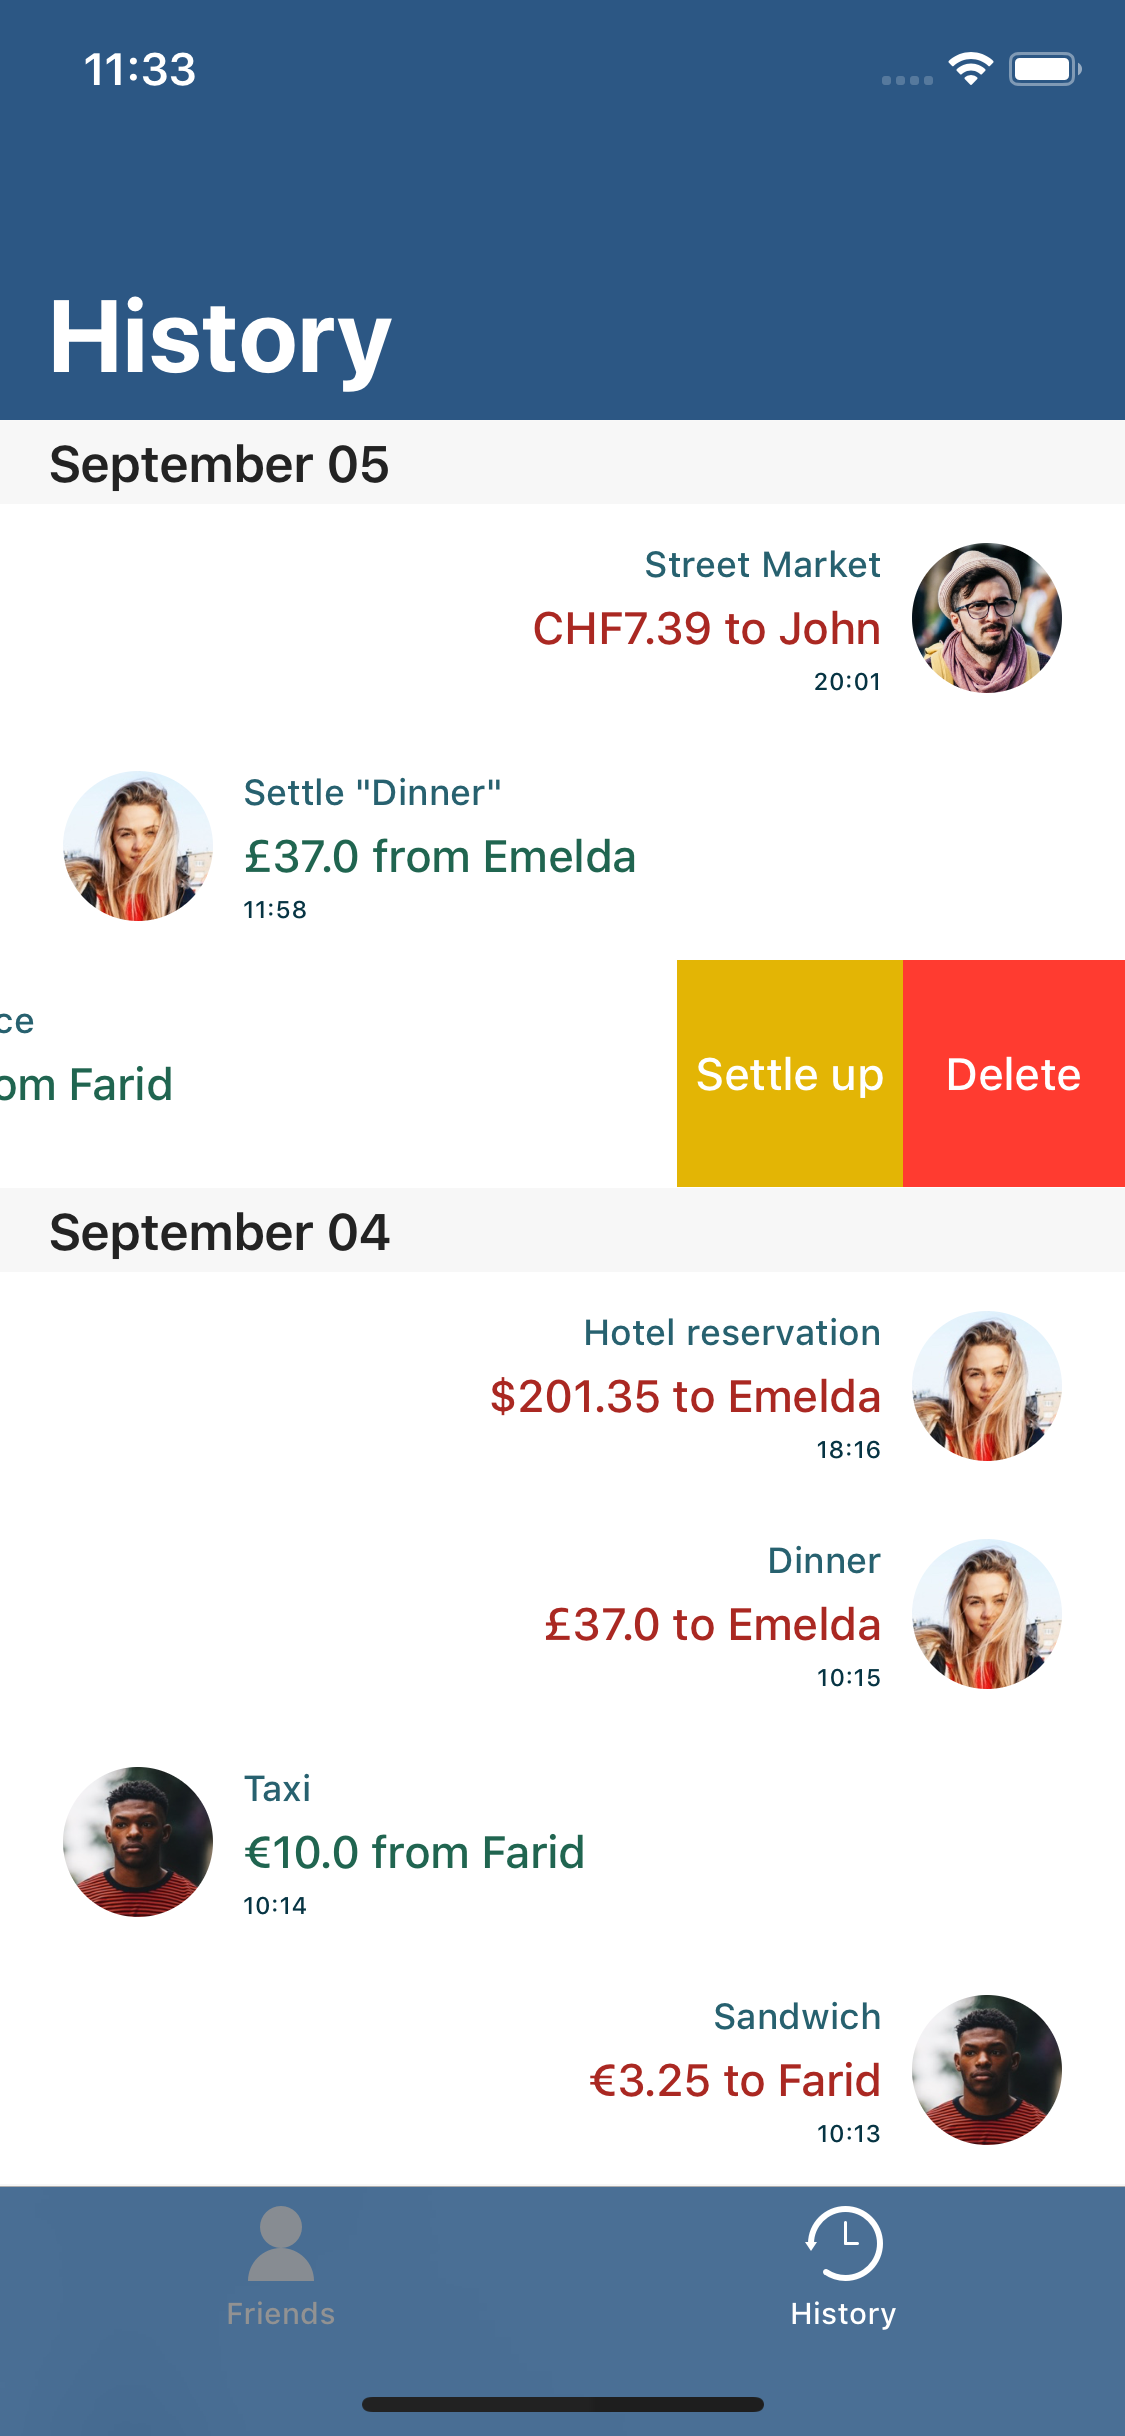 11:33
History
September 05
Street Market
CHF7.39 to John
20:01
Settle "Dinner"
£37.0 from Emelda
11:58
ce
om Farid
Settle up
Delete
September 04
Hotel reservation
$201.35 to Emelda
18:16
Dinner
£37.0 to Emelda
10:15
Taxi
€10.0 from Farid
10:14
Sandwich
€3.25 to Farid
10:13
Friends
History